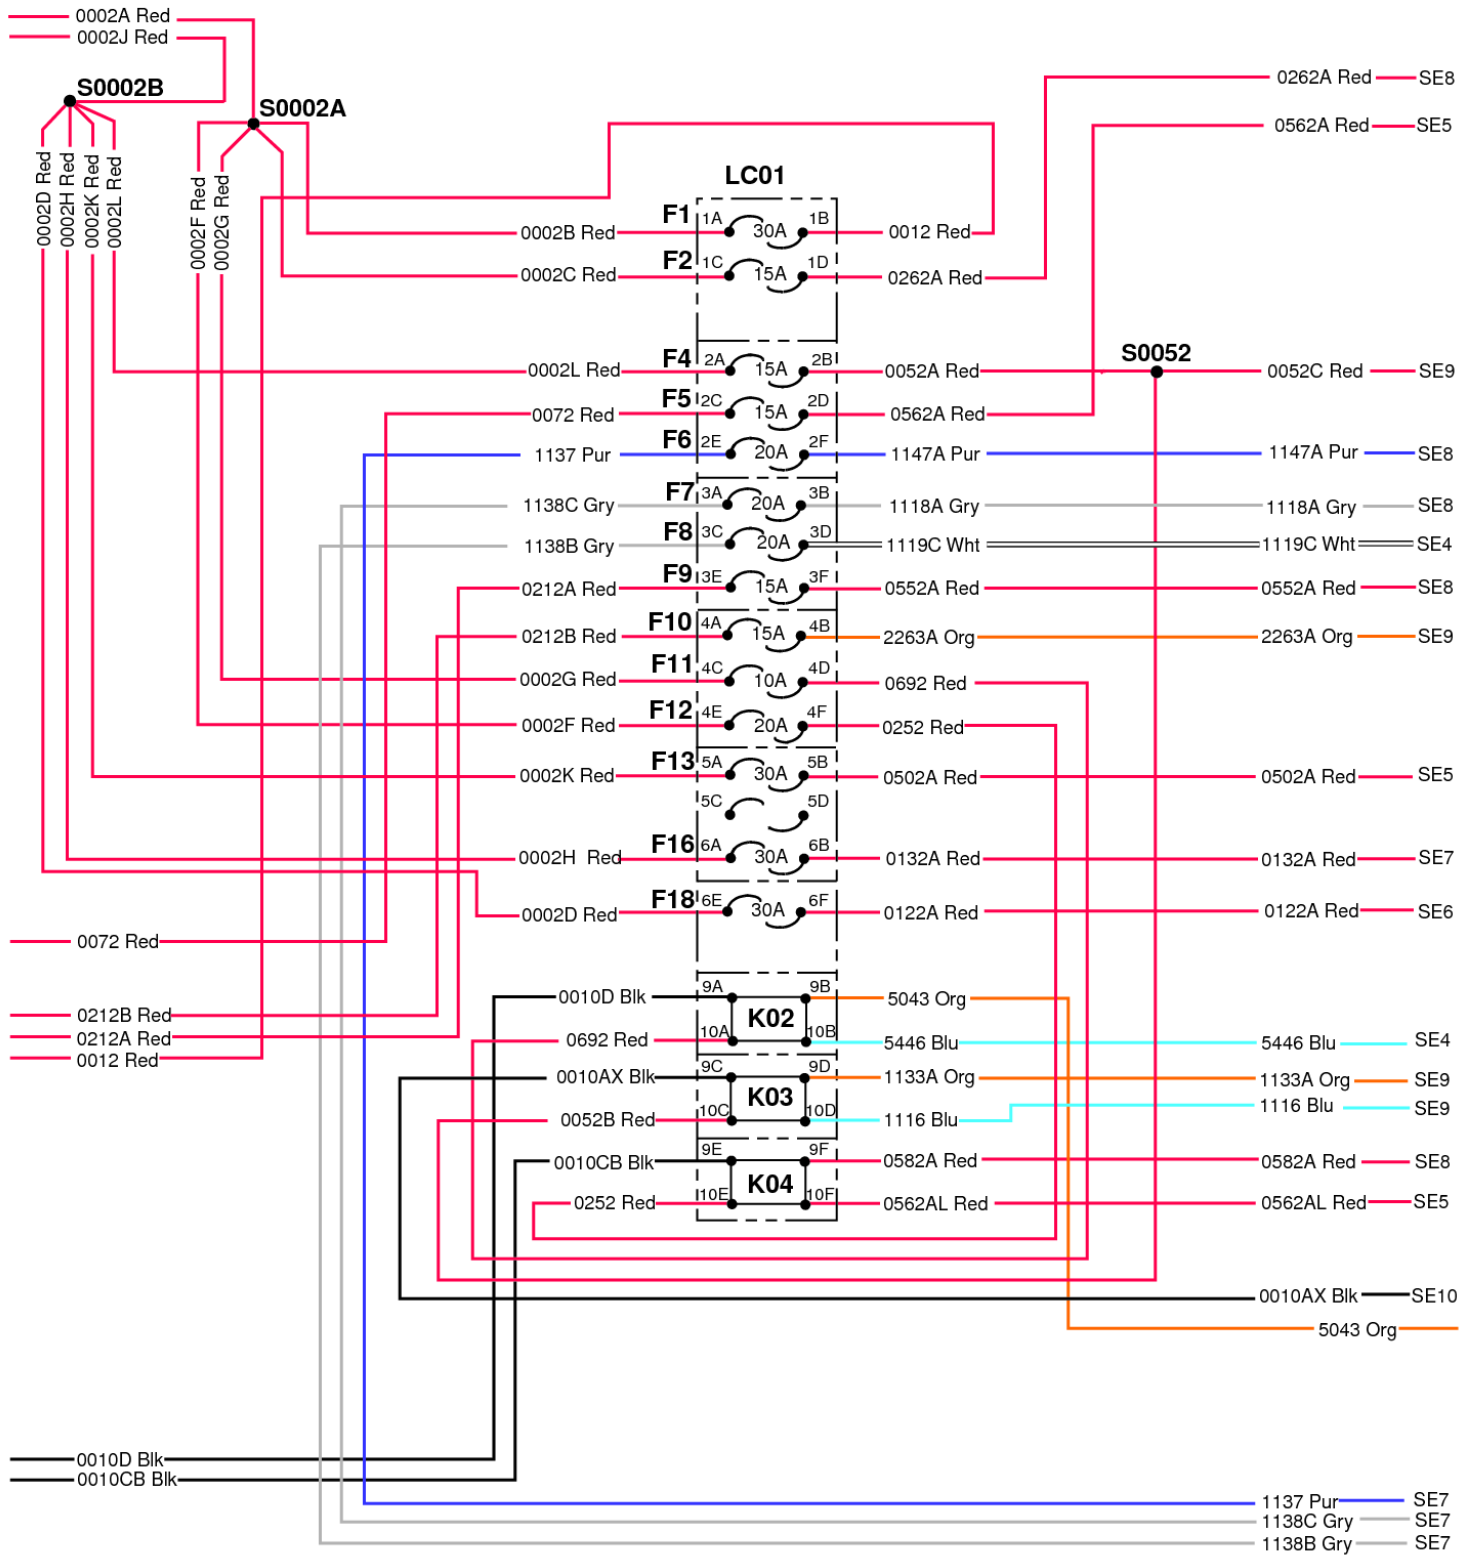 0002A Red
0002J Red
0262A Red SE8
S0002B
S0002A
0562A Red SE5
0002D Red
0002H Red
0002K Red
0002L Red
0002F Red
0002G Red
LC01
0002B Red F1 1A 30A 1B 0012 Red
0002C Red F2 1C 15A 1D 0262A Red
S0052
0002L Red F4 2A 15A 2B 0052A Red 0052C Red SE9
0072 Red F5 2C 15A 2D 0562A Red
1137 Pur F6 2E 20A 2F 1147A Pur 1147A Pur SE8
1138C Gry F7 3A 20A 3B 1118A Gry 1118A Gry SE8
1138B Gry F8 3C 20A 3D 1119C Wht 1119C Wht SE4
0212A Red F9 3E 15A 3F 0552A Red 0552A Red SE8
0212B Red F10 4A 15A 4B 2263A Org 2263A Org SE9
0002G Red F11 4C 10A 4D 0692 Red
0002F Red F12 4E 20A 4F 0252 Red
0002K Red F13 5A 30A 5B 0502A Red 0502A Red SE5
5C 5D
0002H Red F16 6A 30A 6B 0132A Red 0132A Red SE7
0002D Red F18 6E 30A 6F 0122A Red 0122A Red SE6
0072 Red
0010D Blk 9A 9B 5043 Org
0212B Red
K02
0212A Red
0692 Red 10A 10B 5446 Blu 5446 Blu SE4
0012 Red
0010AX Blk 9C 9D 1133A Org 1133A Org SE9
K03
0052B Red 10C 10D 1116 Blu 1116 Blu SE9
0010CB Blk 9E 9F 0582A Red 0582A Red SE8
K04
0252 Red 10E 10F 0562AL Red 0562AL Red SE5
0010AX Blk SE10
5043 Org
0010D Blk
0010CB Blk
1137 Pur SE7
1138C Gry SE7
1138B Gry SE7